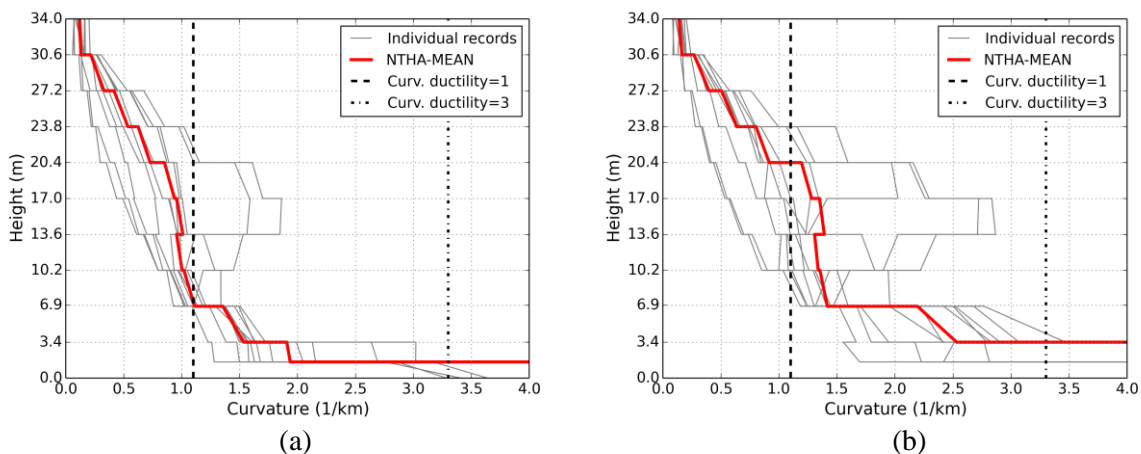 34.0
30.6
27.2
23.8
20.4
17.0
13.6
10.2
6.9
3.4
0.0
Height (m)
0.0 0.5 1.0 1.5 2.0 2.5 3.0 3.5 4.0
Curvature (1/km)
Individual records
NTHA-MEAN
Curv. ductility=1
Curv. ductility=3
(a)
34.0
30.6
27.2
23.8
20.4
17.0
13.6
10.2
6.9
3.4
0.0
Height (m)
0.0 0.5 1.0 1.5 2.0 2.5 3.0 3.5 4.0
Curvature (1/km)
Individual records
NTHA-MEAN
Curv. ductility=1
Curv. ductility=3
(b)